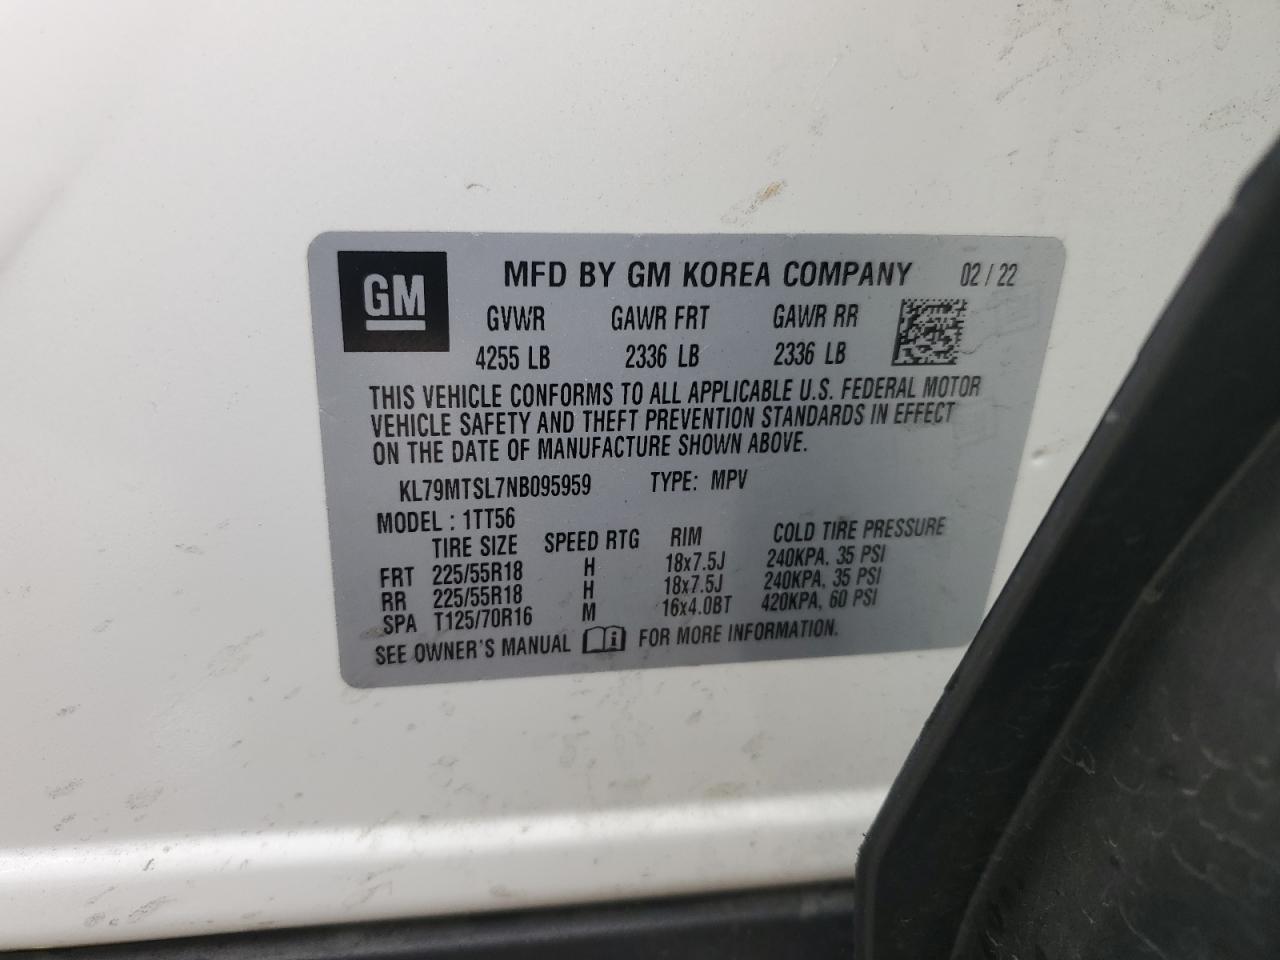 GM MFD BY GM KOREA COMPANY 02 / 22
GVWR GAWR FRT GAWR RR
4255 LB 2336 LB 2336 LB
THIS VEHICLE CONFORMS TO ALL APPLICABLE U.S. FEDERAL MOTOR
VEHICLE SAFETY AND THEFT PREVENTION STANDARDS IN EFFECT
ON THE DATE OF MANUFACTURE SHOWN ABOVE.
KL79MTSL7NB095959 TYPE: MPV
MODEL : 1TT56
TIRE SIZE SPEED RTG RIM COLD TIRE PRESSURE
FRT 225/55R18 H 18x7.5J 240KPA, 35 PSI
RR 225/55R18 H 18x7.5J 240KPA, 35 PSI
SPA T125/70R16 M 16x4.0BT 420KPA, 60 PSI
SEE OWNER'S MANUAL i FOR MORE INFORMATION.